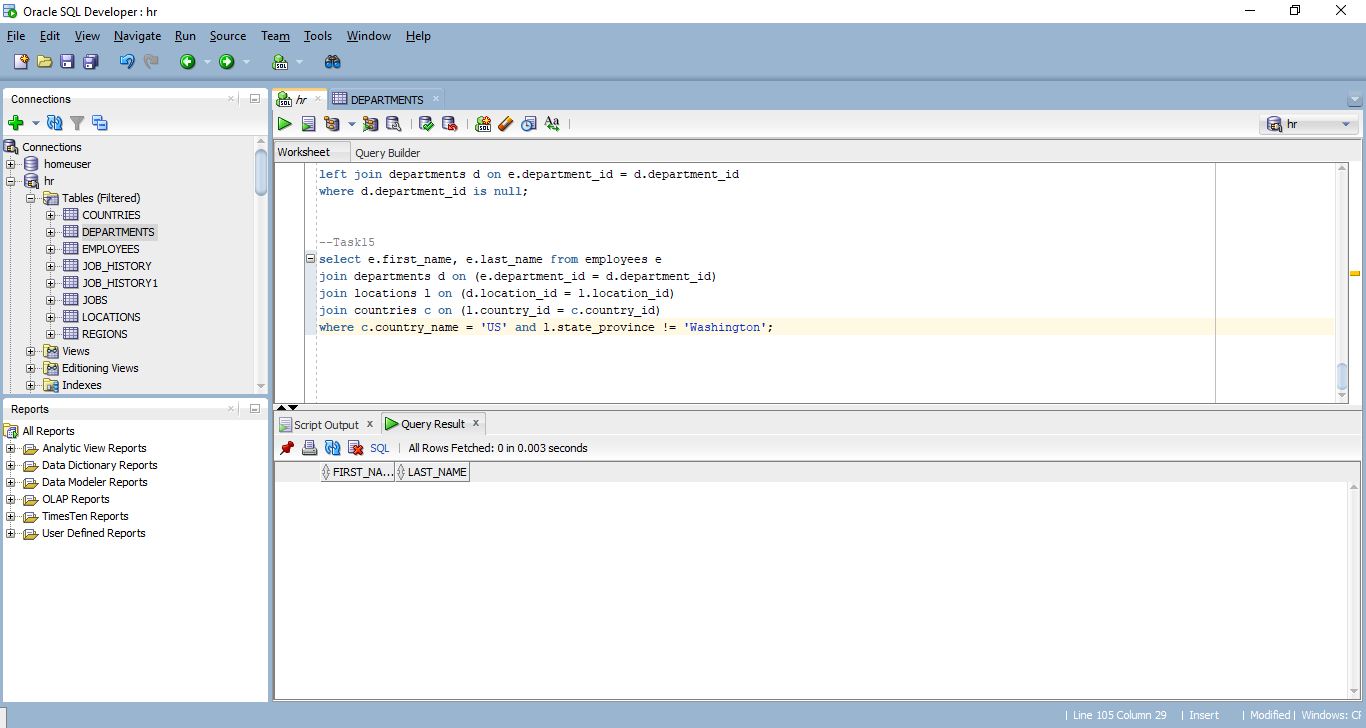 Oracle SQL Developer : hr
File Edit View Navigate Run Source Team Tools Window Help
Connections
Connections
homeuser
hr
Tables (Filtered)
COUNTRIES
DEPARTMENTS
EMPLOYEES
JOB_HISTORY
JOB_HISTORY1
JOBS
LOCATIONS
REGIONS
Views
Editioning Views
Indexes
Reports
All Reports
Analytic View Reports
Data Dictionary Reports
Data Modeler Reports
OLAP Reports
TimesTen Reports
User Defined Reports
hr DEPARTMENTS
hr
Worksheet Query Builder
left join departments d on e.department_id = d.department_id
where d.department_id is null;
--Task15
select e.first_name, e.last_name from employees e
join departments d on (e.department_id = d.department_id)
join locations l on (d.location_id = l.location_id)
join countries c on (l.country_id = c.country_id)
where c.country_name = 'US' and l.state_province != 'Washington';
Script Output x Query Result x
SQL | All Rows Fetched: 0 in 0.003 seconds
FIRST_NA... LAST_NAME
| Line 105 Column 29 | Insert | Modified | Windows: CF